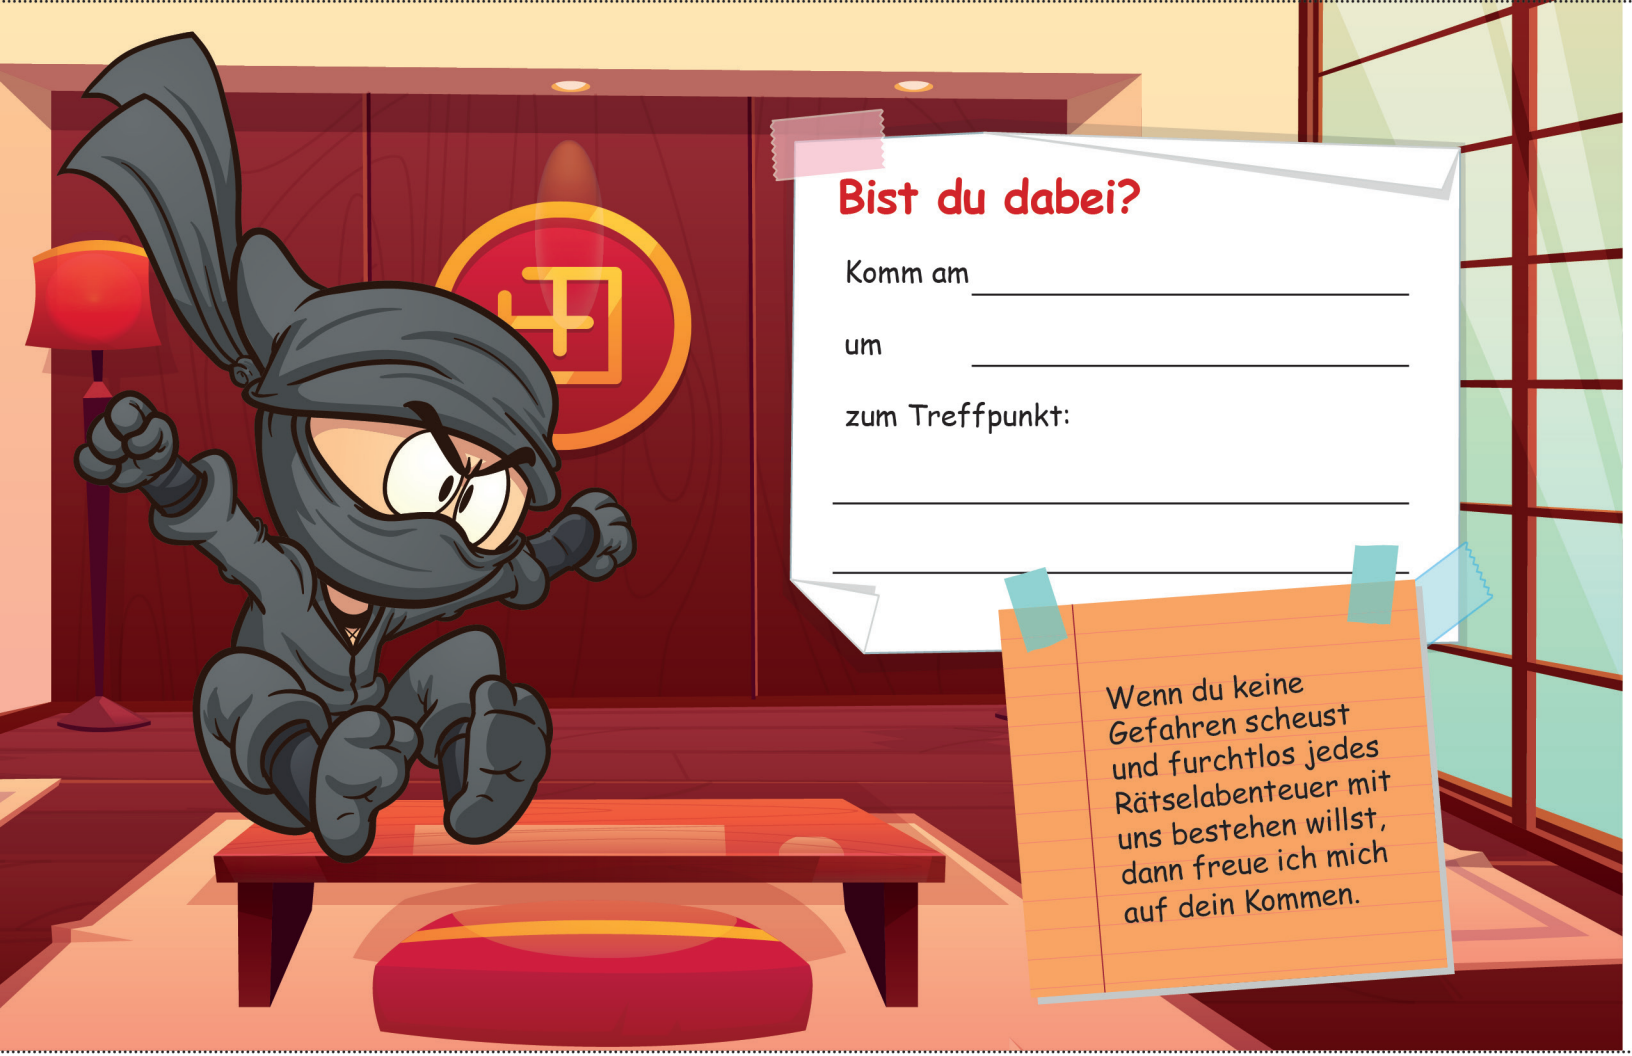 Bist du dabei?
Komm am
um
zum Treffpunkt:
Wenn du keine
Gefahren scheust
und furchtlos jedes
Rätselabenteuer mit
uns bestehen willst,
dann freue ich mich
auf dein Kommen.